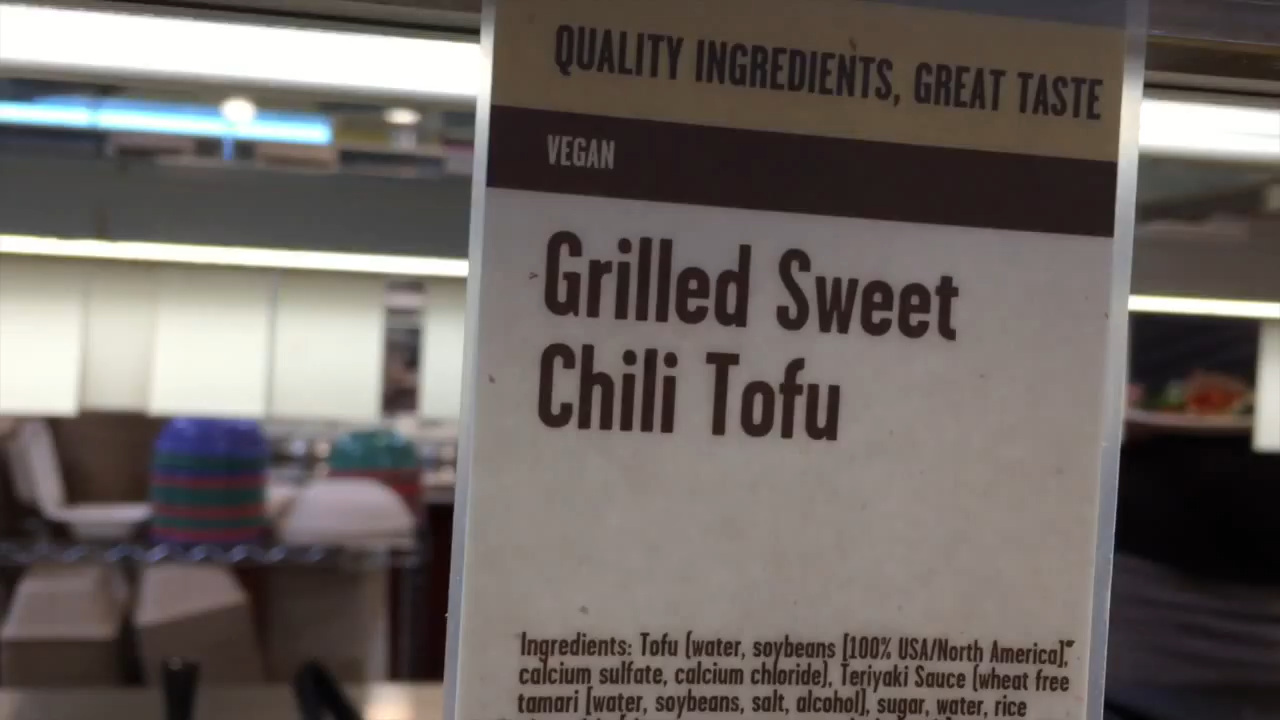 QUALITY INGREDIENTS, GREAT TASTE
VEGAN
Grilled Sweet
Chili Tofu
Ingredients: Tofu (water, soybeans [100% USA/North America],*
calcium sulfate, calcium chloride), Teriyaki Sauce (wheat free
tamari [water, soybeans, salt, alcohol], sugar, water, rice